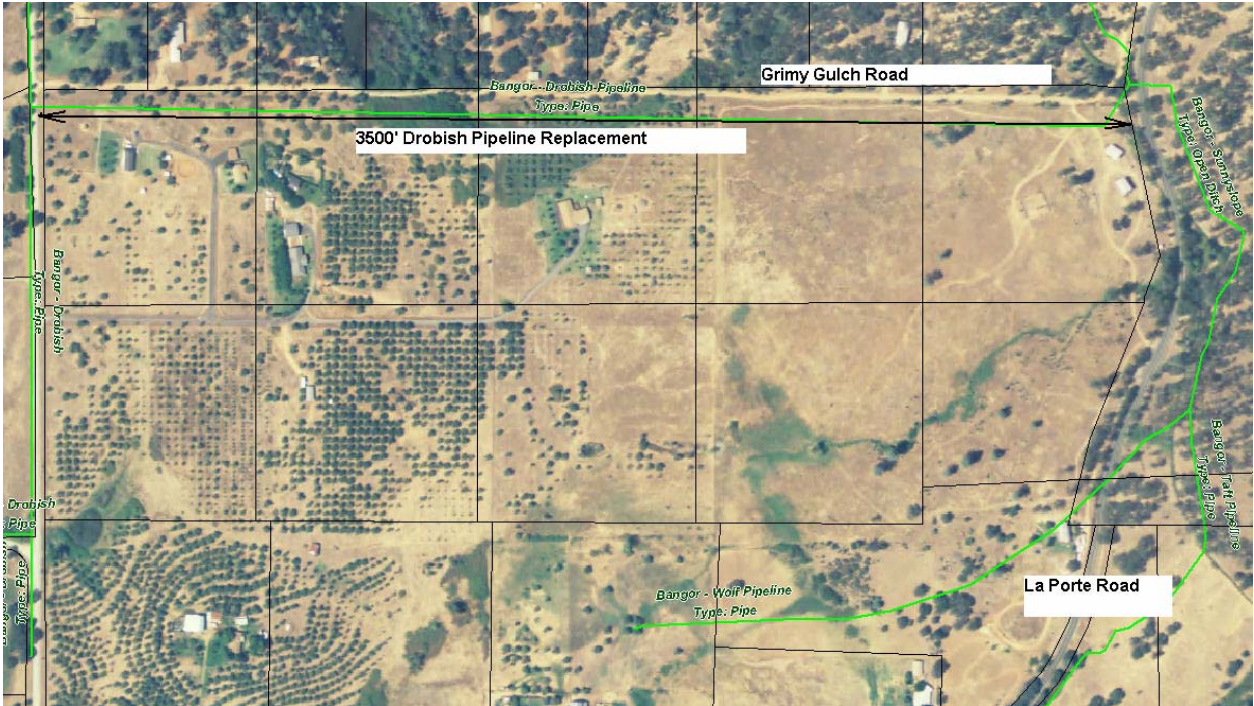 Grimy Gulch Road
Bangor - Drobish Pipeline
Type: Pipe
3500' Drobish Pipeline Replacement
Bangor - Sunnyslope
Type: Open Ditch
Bangor - Drobish
Type: Pipe
Bangor - Taft Pipeline
Type: Pipe
Drobish
: Pipe
Type: Pipe
Bangor - Wolf Pipeline
Type: Pipe
La Porte Road